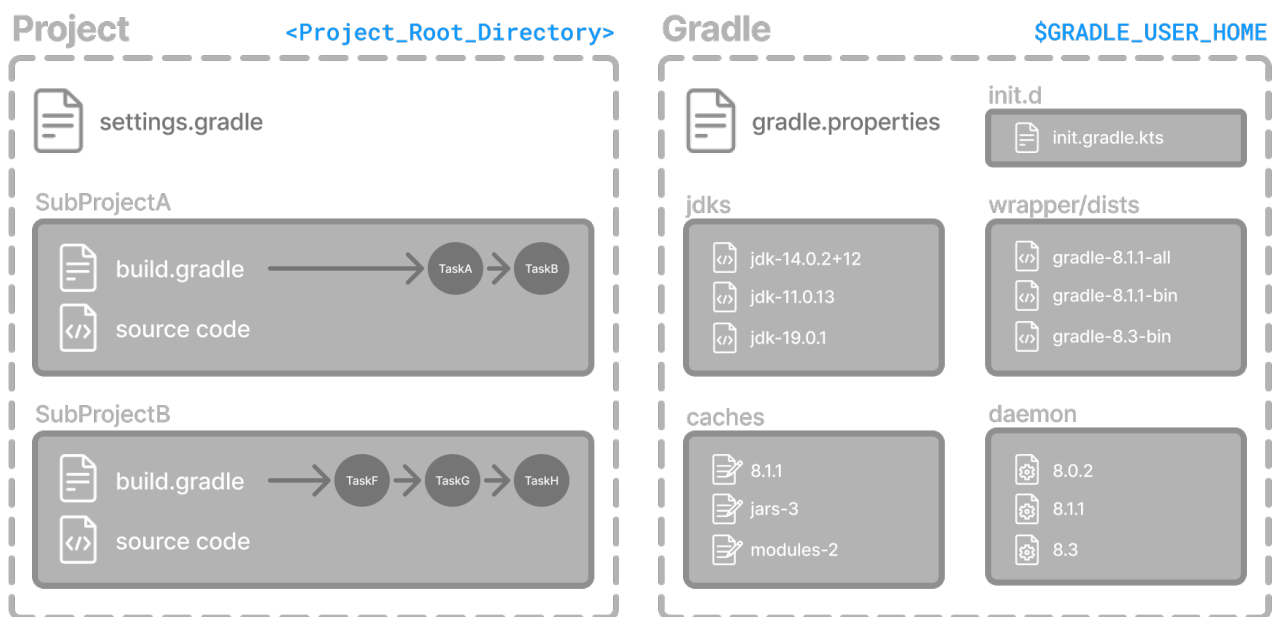 Project
<Project_Root_Directory>
settings.gradle
SubProjectA
build.gradle
TaskA
TaskB
source code
SubProjectB
build.gradle
TaskF
TaskG
TaskH
source code
Gradle
$GRADLE_USER_HOME
gradle.properties
init.d
init.gradle.kts
jdks
jdk-14.0.2+12
jdk-11.0.13
jdk-19.0.1
wrapper/dists
gradle-8.1.1-all
gradle-8.1.1-bin
gradle-8.3-bin
caches
8.1.1
jars-3
modules-2
daemon
8.0.2
8.1.1
8.3